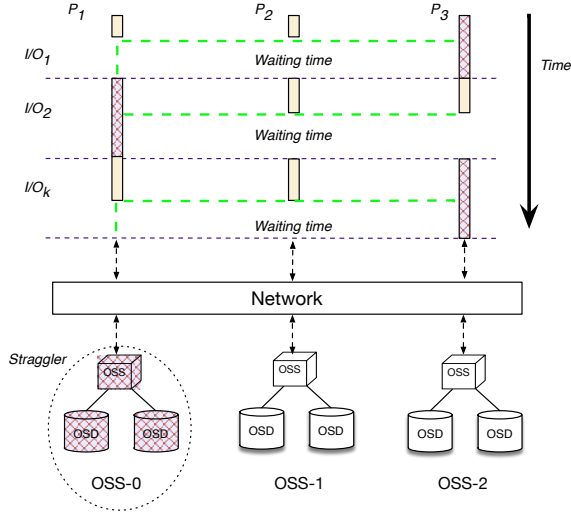 P1 P2 P3
I/O1
Waiting time
Time
I/O2
Waiting time
I/Ok
Waiting time
Network
Straggler
OSS OSS OSS
OSD OSD OSD OSD OSD OSD
OSS-0 OSS-1 OSS-2